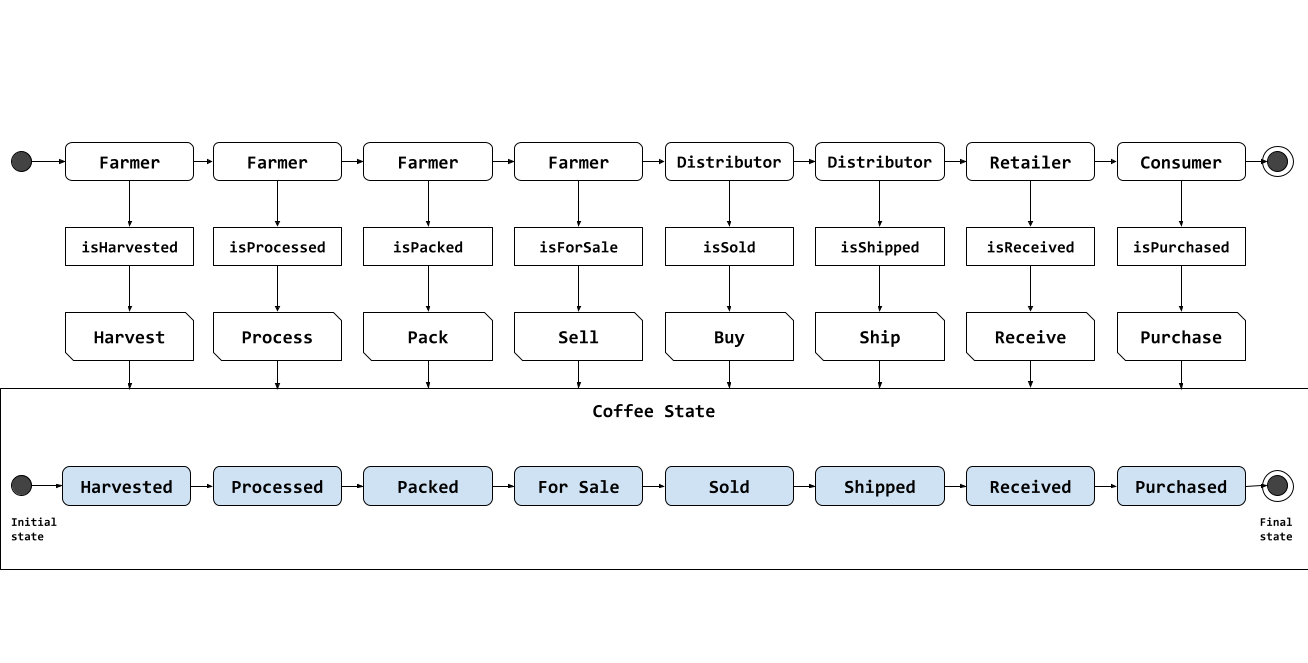 Farmer Farmer Farmer Farmer Distributor Distributor Retailer Consumer
isHarvested isProcessed isPacked isForSale isSold isShipped isReceived isPurchased
Harvest Process Pack Sell Buy Ship Receive Purchase
Coffee State
Harvested Processed Packed For Sale Sold Shipped Received Purchased
Initial
state
Final
state